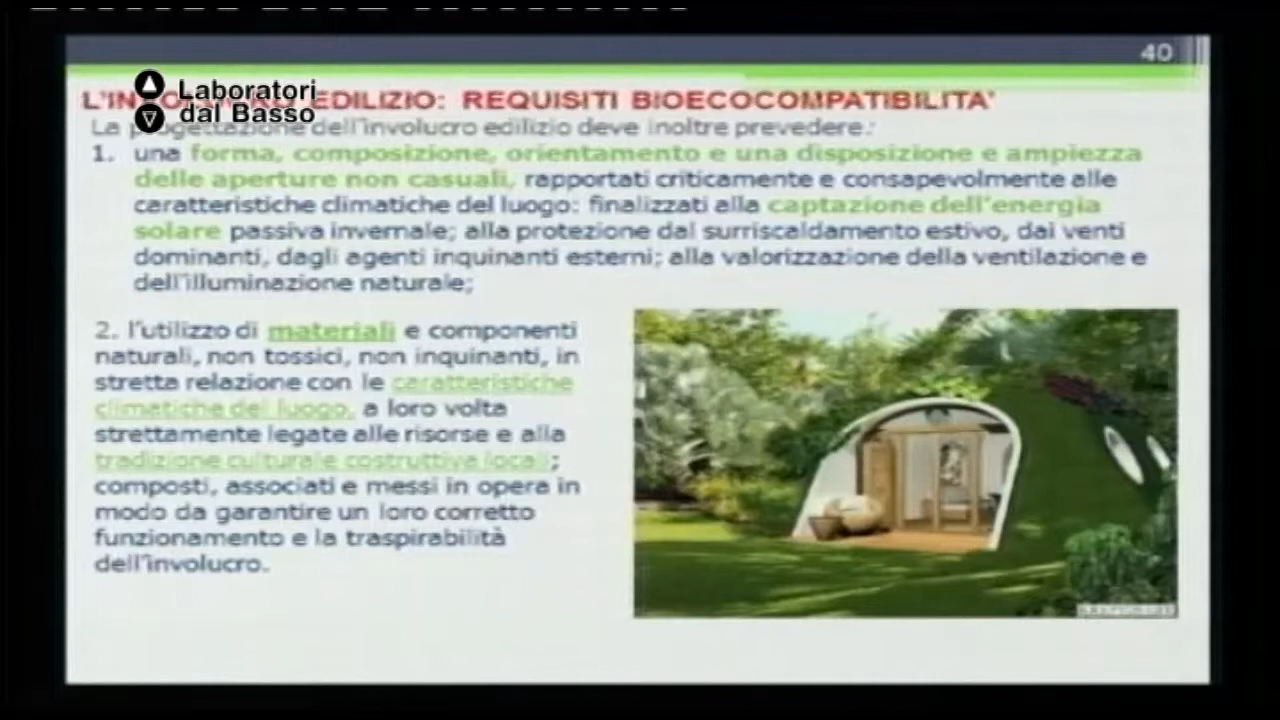 40
Laboratori
dal Basso
EDILIZIO: REQUISITI BIOECOCOMPATIBILITA'
La progettazione dell'involucro edilizio deve inoltre prevedere:
1. una forma, composizione, orientamento e una disposizione e ampiezza
delle aperture non casuali, rapportati criticamente e consapevolmente alle
caratteristiche climatiche del luogo: finalizzati alla captazione dell'energia
solare passiva invernale; alla protezione dal surriscaldamento estivo, dai venti
dominanti, dagli agenti inquinanti esterni; alla valorizzazione della ventilazione e
dell'illuminazione naturale;
2. l'utilizzo di materiali e componenti
naturali, non tossici, non inquinanti, in
stretta relazione con le caratteristiche
climatiche del luogo, a loro volta
strettamente legate alle risorse e alla
tradizione culturale costruttiva locali;
composti, associati e messi in opera in
modo da garantire un loro corretto
funzionamento e la traspirabilità
dell'involucro.